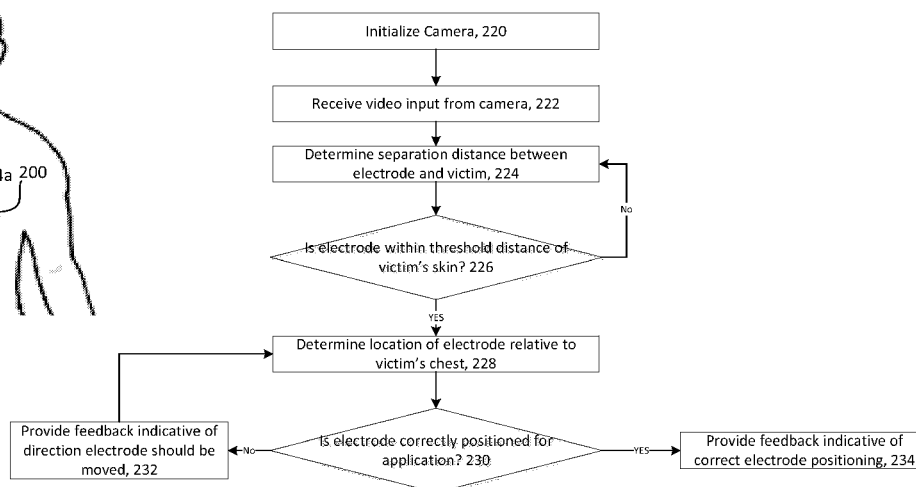 Initialize Camera, 220
Receive video input from camera, 222
Determine separation distance between
electrode and victim, 224
4a 200
No
Is electrode within threshold distance of
victim's skin? 226
YES
Determine location of electrode relative to
victim's chest, 228
Provide feedback indicative of
direction electrode should be
moved, 232
No
Is electrode correctly positioned for
application? 230
YES
Provide feedback indicative of
correct electrode positioning, 234